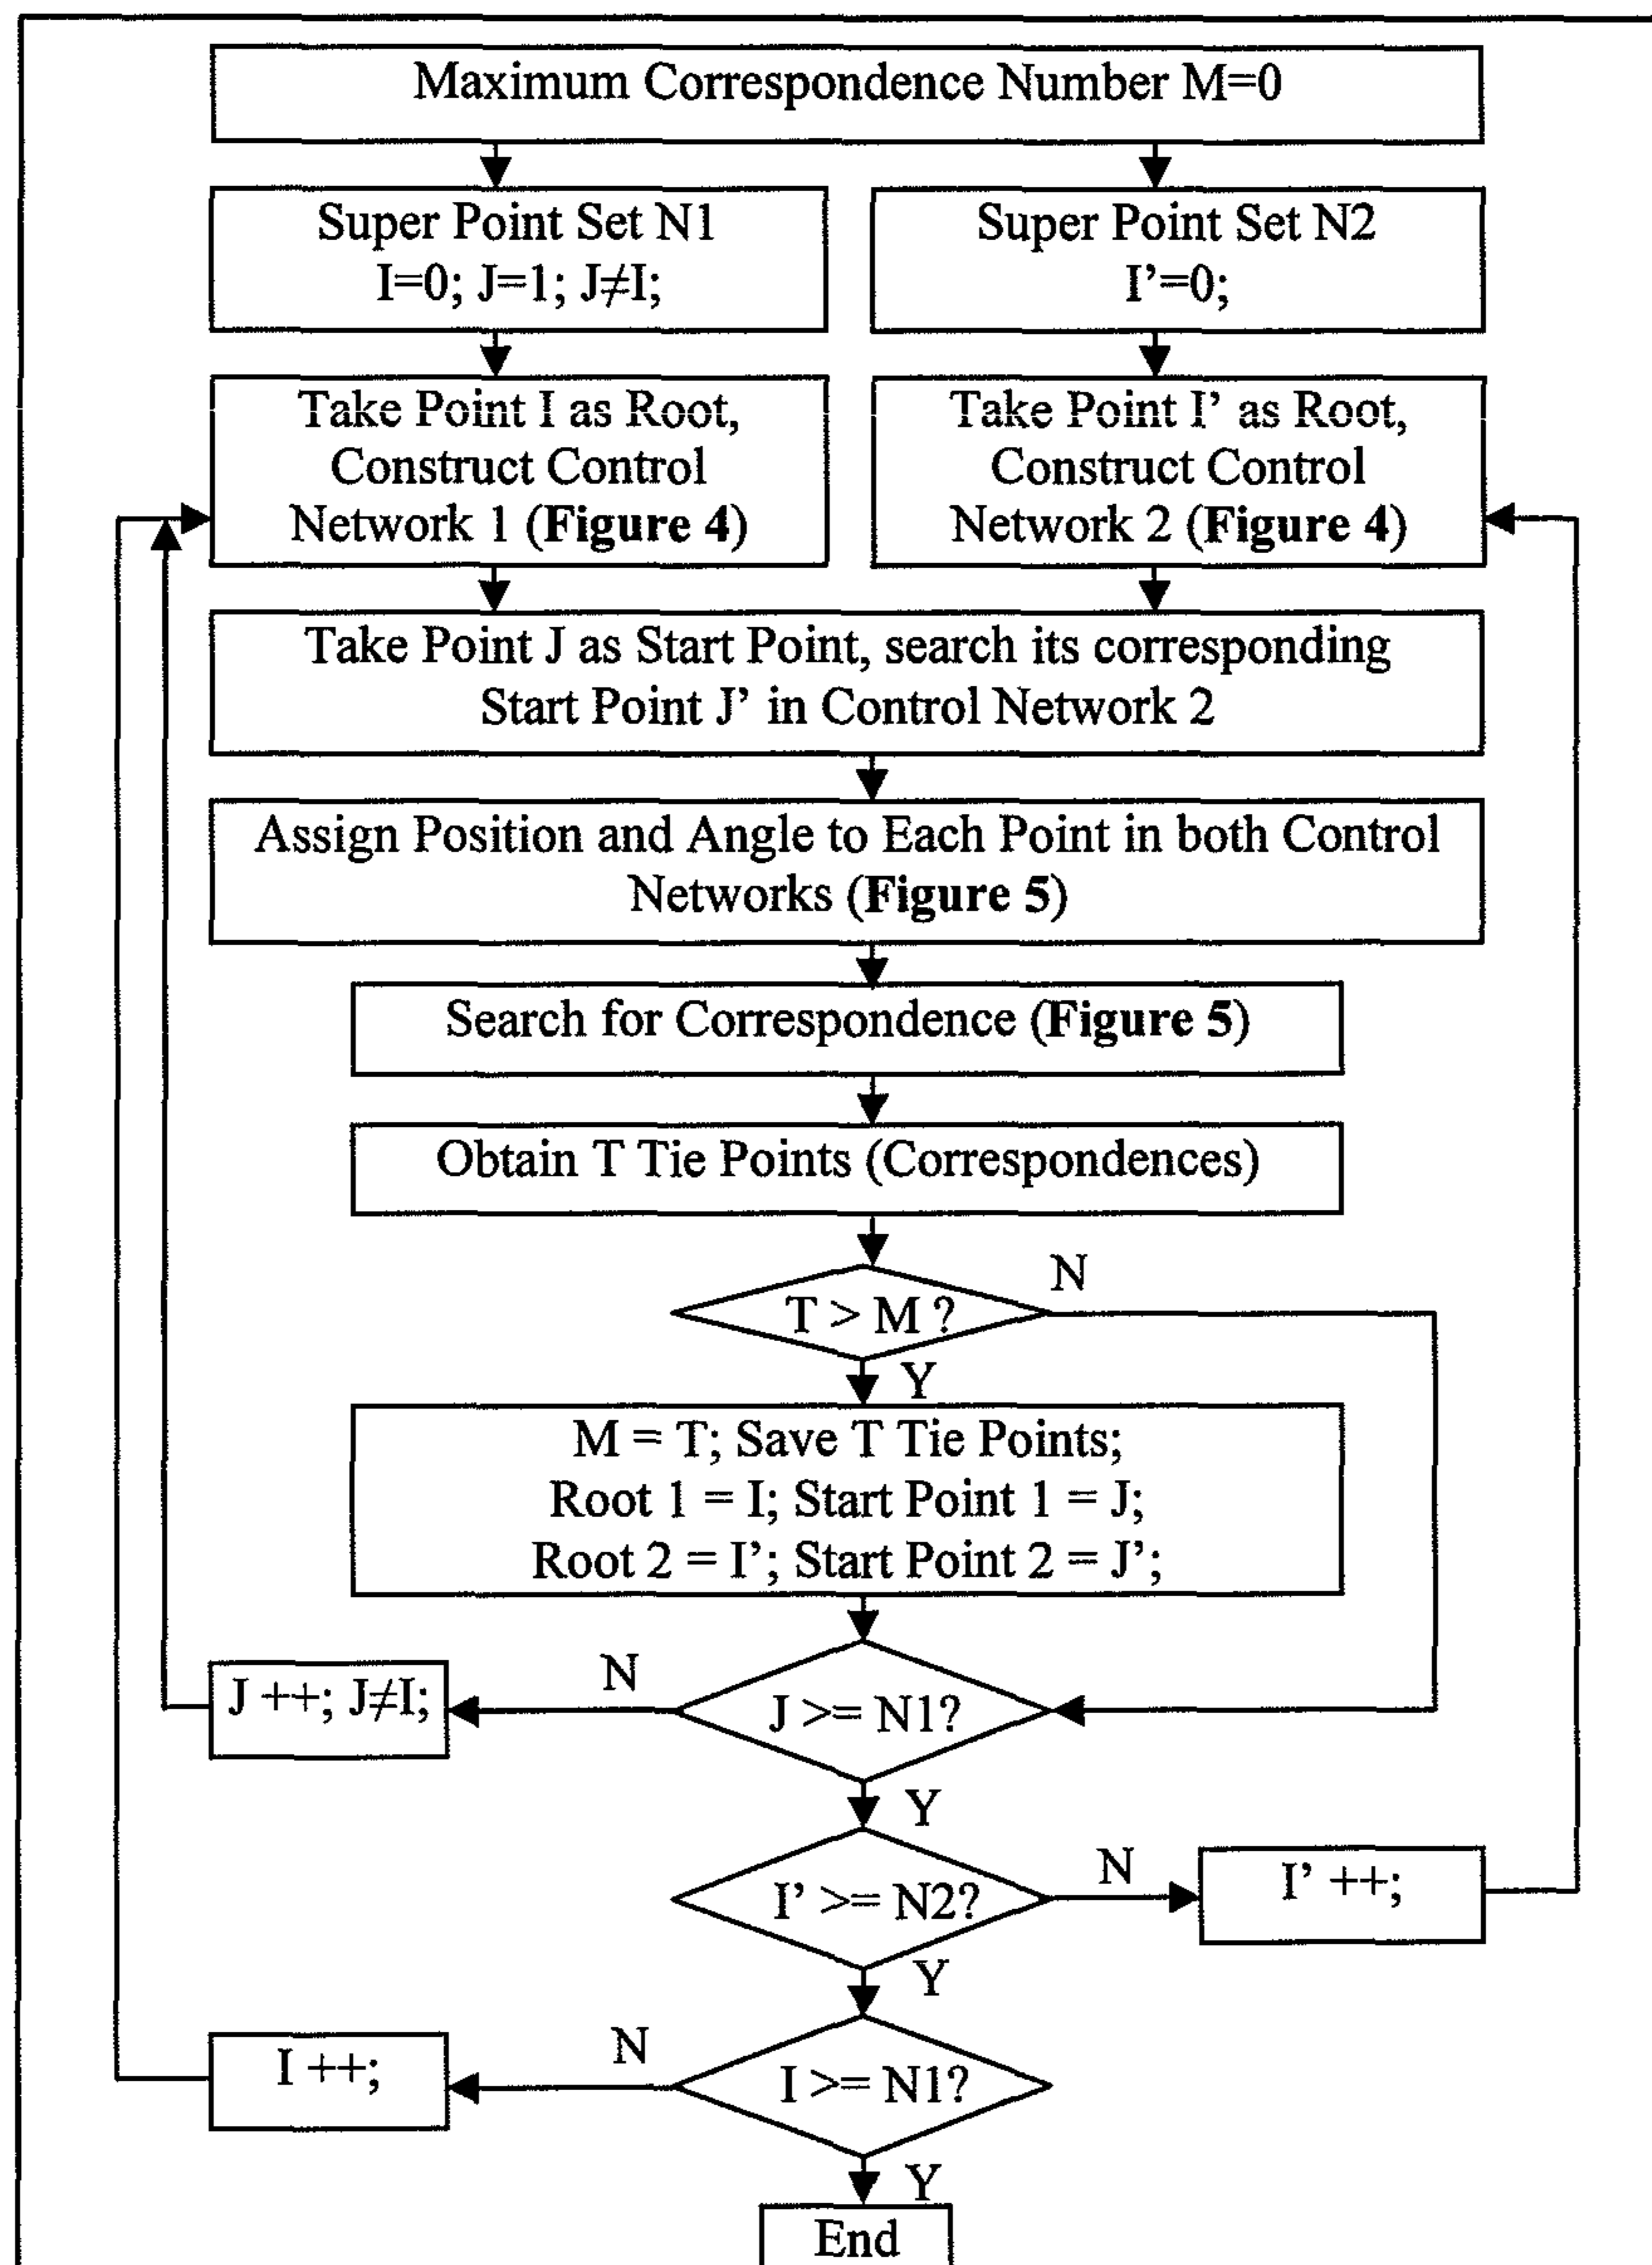 Maximum Correspondence Number M=0
Super Point Set N1
I=0; J=1; J≠I;
Super Point Set N2
I’=0;
Take Point I as Root,
Construct Control
Network 1 (Figure 4)
Take Point I’ as Root,
Construct Control
Network 2 (Figure 4)
Take Point J as Start Point, search its corresponding
Start Point J’ in Control Network 2
Assign Position and Angle to Each Point in both Control
Networks (Figure 5)
Search for Correspondence (Figure 5)
Obtain T Tie Points (Correspondences)
N
T > M ?
Y
M = T; Save T Tie Points;
Root 1 = I; Start Point 1 = J;
Root 2 = I’; Start Point 2 = J’;
N
J ++; J≠I;
J >= N1?
Y
N
I’ >= N2?
I’ ++;
Y
N
I ++;
I >= N1?
Y
End